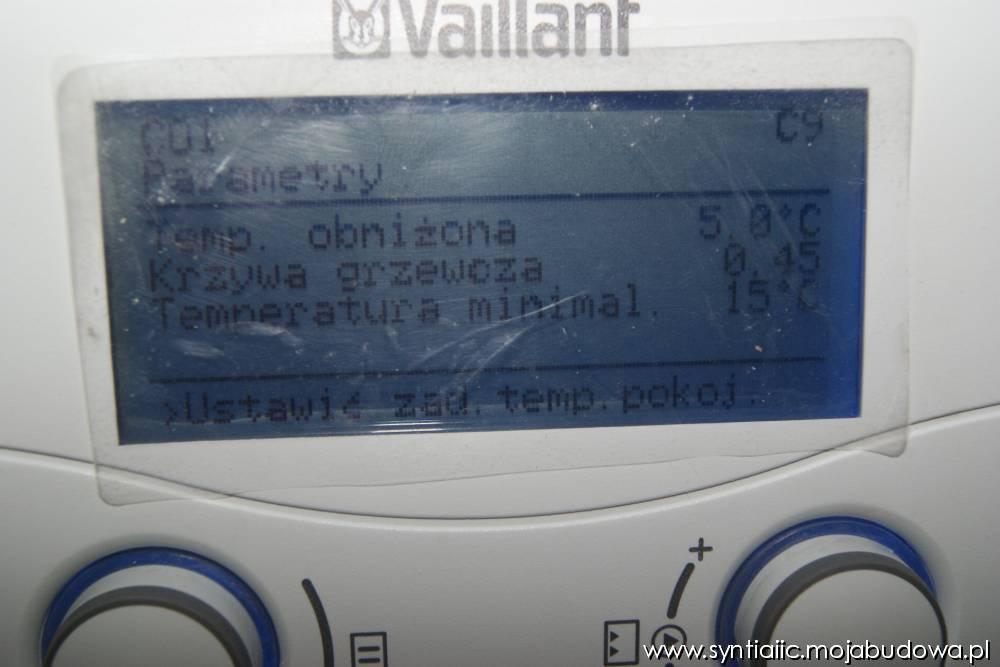 Vaillant
CO1 C9
Parametry
Temp. obniżona 5.0°C
Krzywa grzewcza 0.45
Temperatura minimal. 15°C
>Ustawić zad.temp.pokoj.
www.syntiaiic.mojabudowa.pl